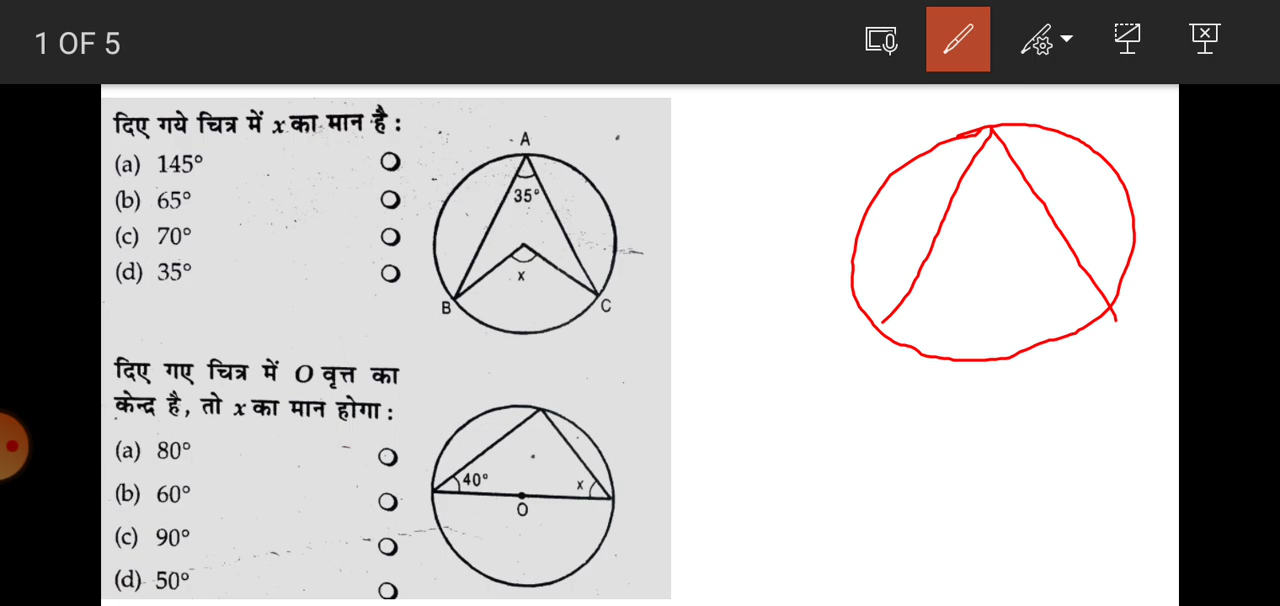 1 OF 5
दिए गये चित्र में x का मान है :
(a) 145°
(b) 65°
(c) 70°
(d) 35°
A
35°
x
B
C
दिए गए चित्र में O वृत्त का
केन्द्र है, तो x का मान होगा :
(a) 80°
(b) 60°
(c) 90°
(d) 50°
40°
x
O